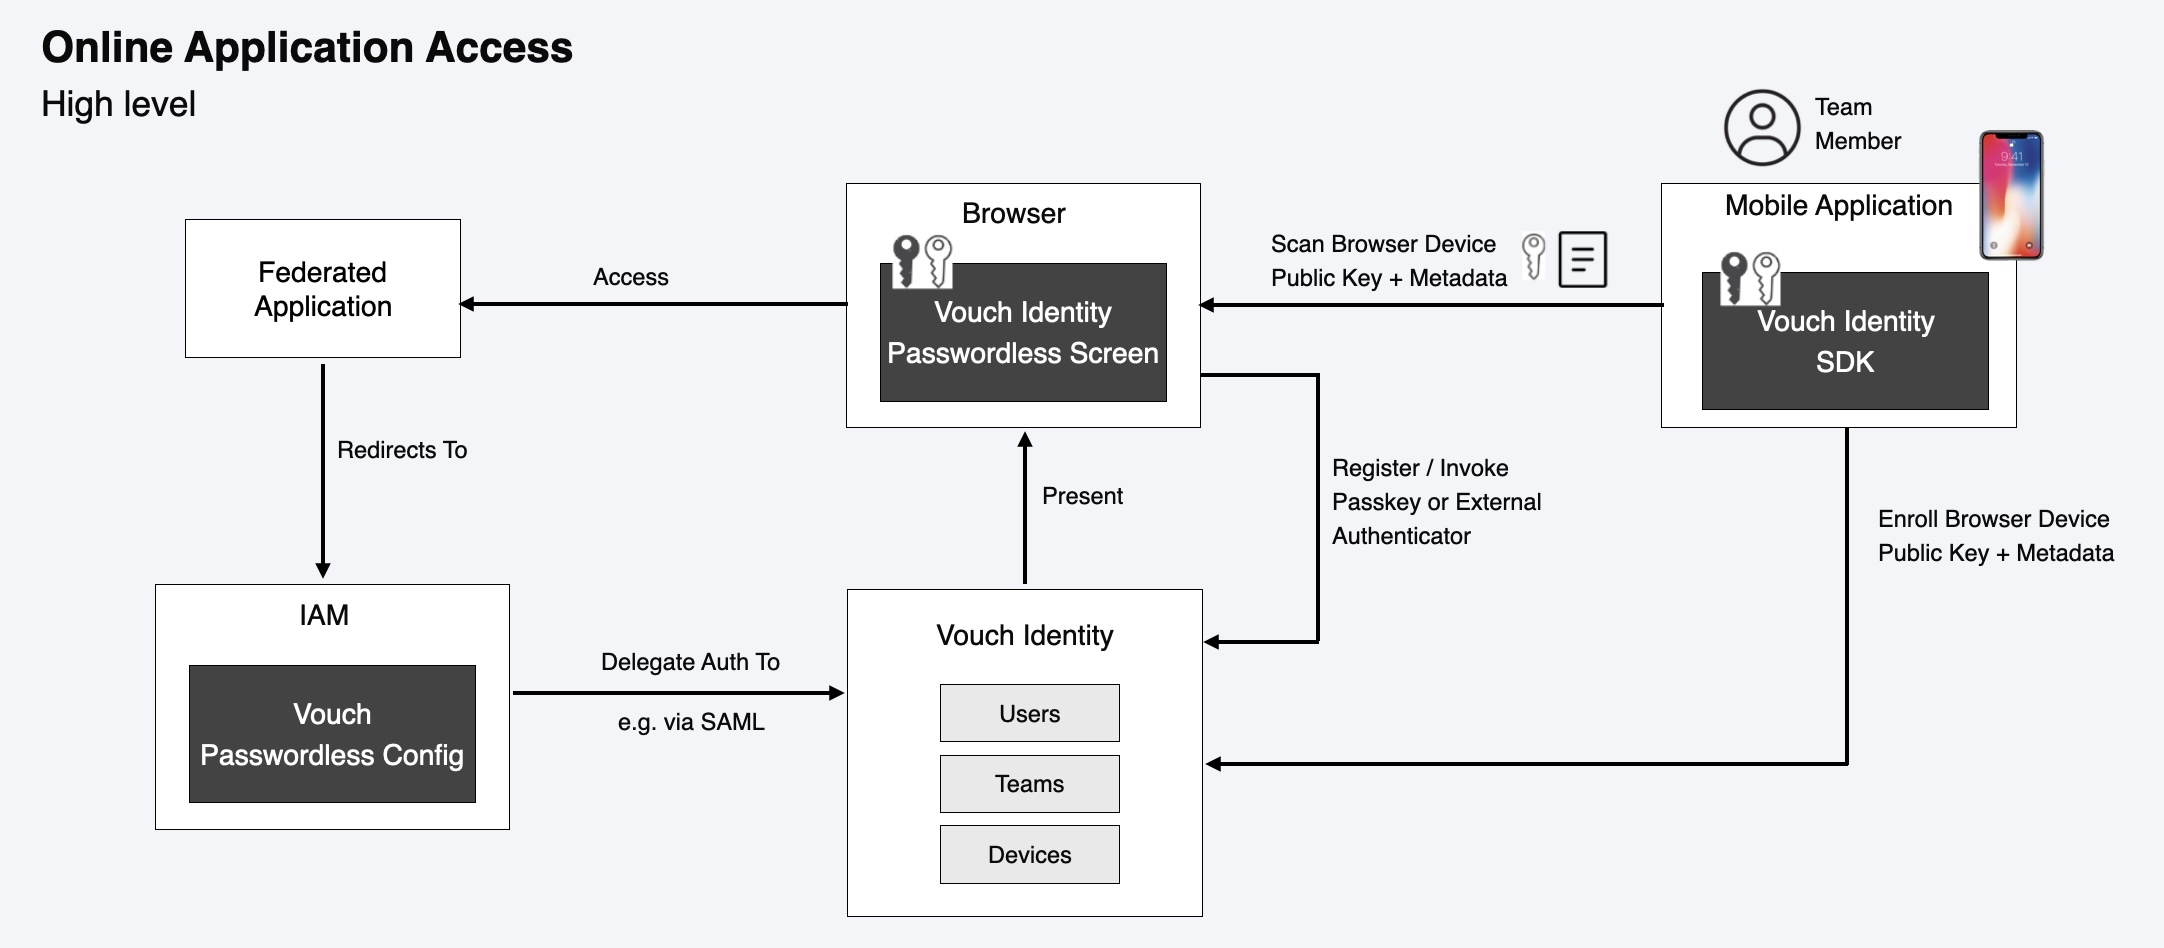 Online Application Access
High level
Team
Member
9:41
Mobile Application
Vouch Identity
SDK
Scan Browser Device
Public Key + Metadata
Browser
Vouch Identity
Passwordless Screen
Access
Federated
Application
Redirects To
Present
Register / Invoke
Passkey or External
Authenticator
Enroll Browser Device
Public Key + Metadata
IAM
Vouch
Passwordless Config
Delegate Auth To
e.g. via SAML
Vouch Identity
Users
Teams
Devices